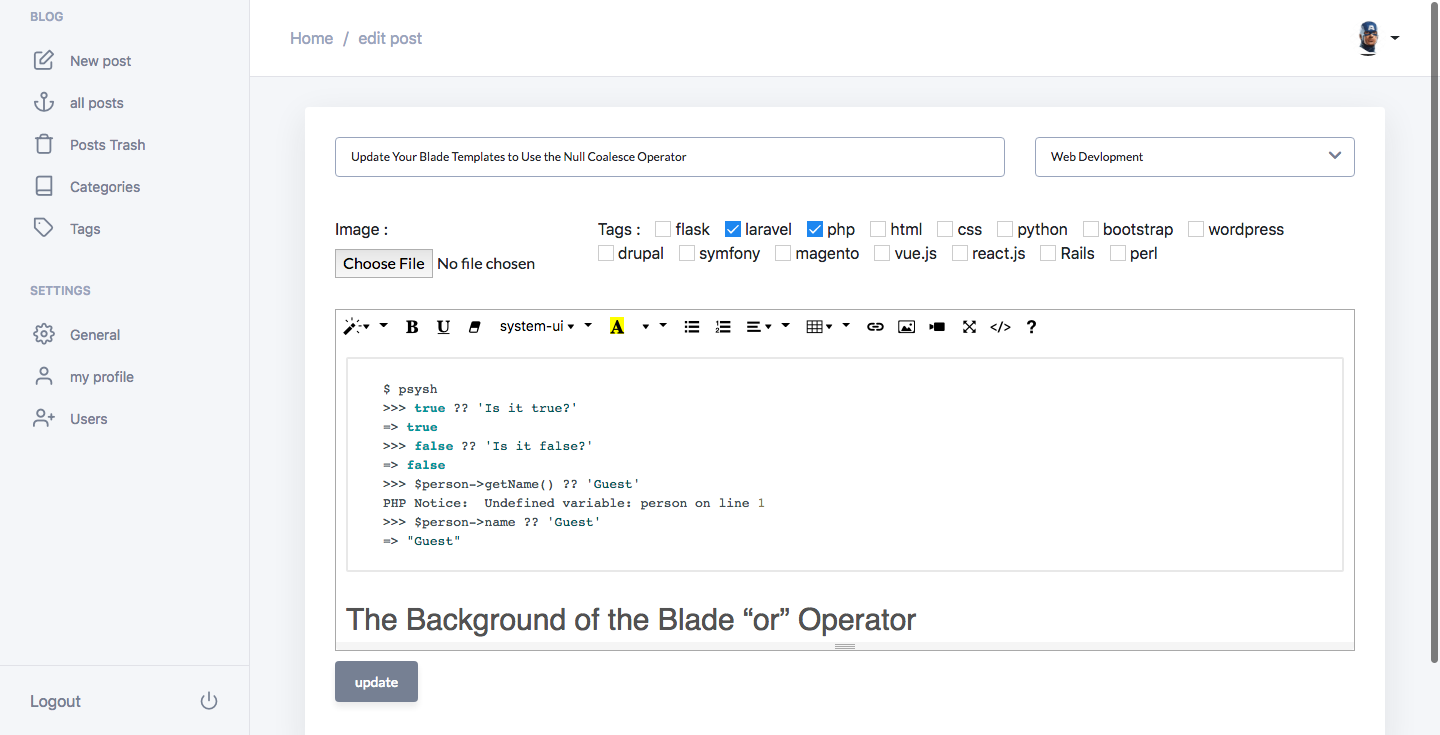 BLOG
New post
all posts
Posts Trash
Categories
Tags
SETTINGS
General
my profile
Users
Logout
Home / edit post
Update Your Blade Templates to Use the Null Coalesce Operator
Web Devlopment
Image :
Choose File No file chosen
Tags : flask laravel php html css python bootstrap wordpress
drupal symfony magento vue.js react.js Rails perl
B U system-ui A </> ?
$ psysh
>>> true ?? 'Is it true?'
=> true
>>> false ?? 'Is it false?'
=> false
>>> $person->getName() ?? 'Guest'
PHP Notice:  Undefined variable: person on line 1
>>> $person->name ?? 'Guest'
=> "Guest"
The Background of the Blade “or” Operator
update